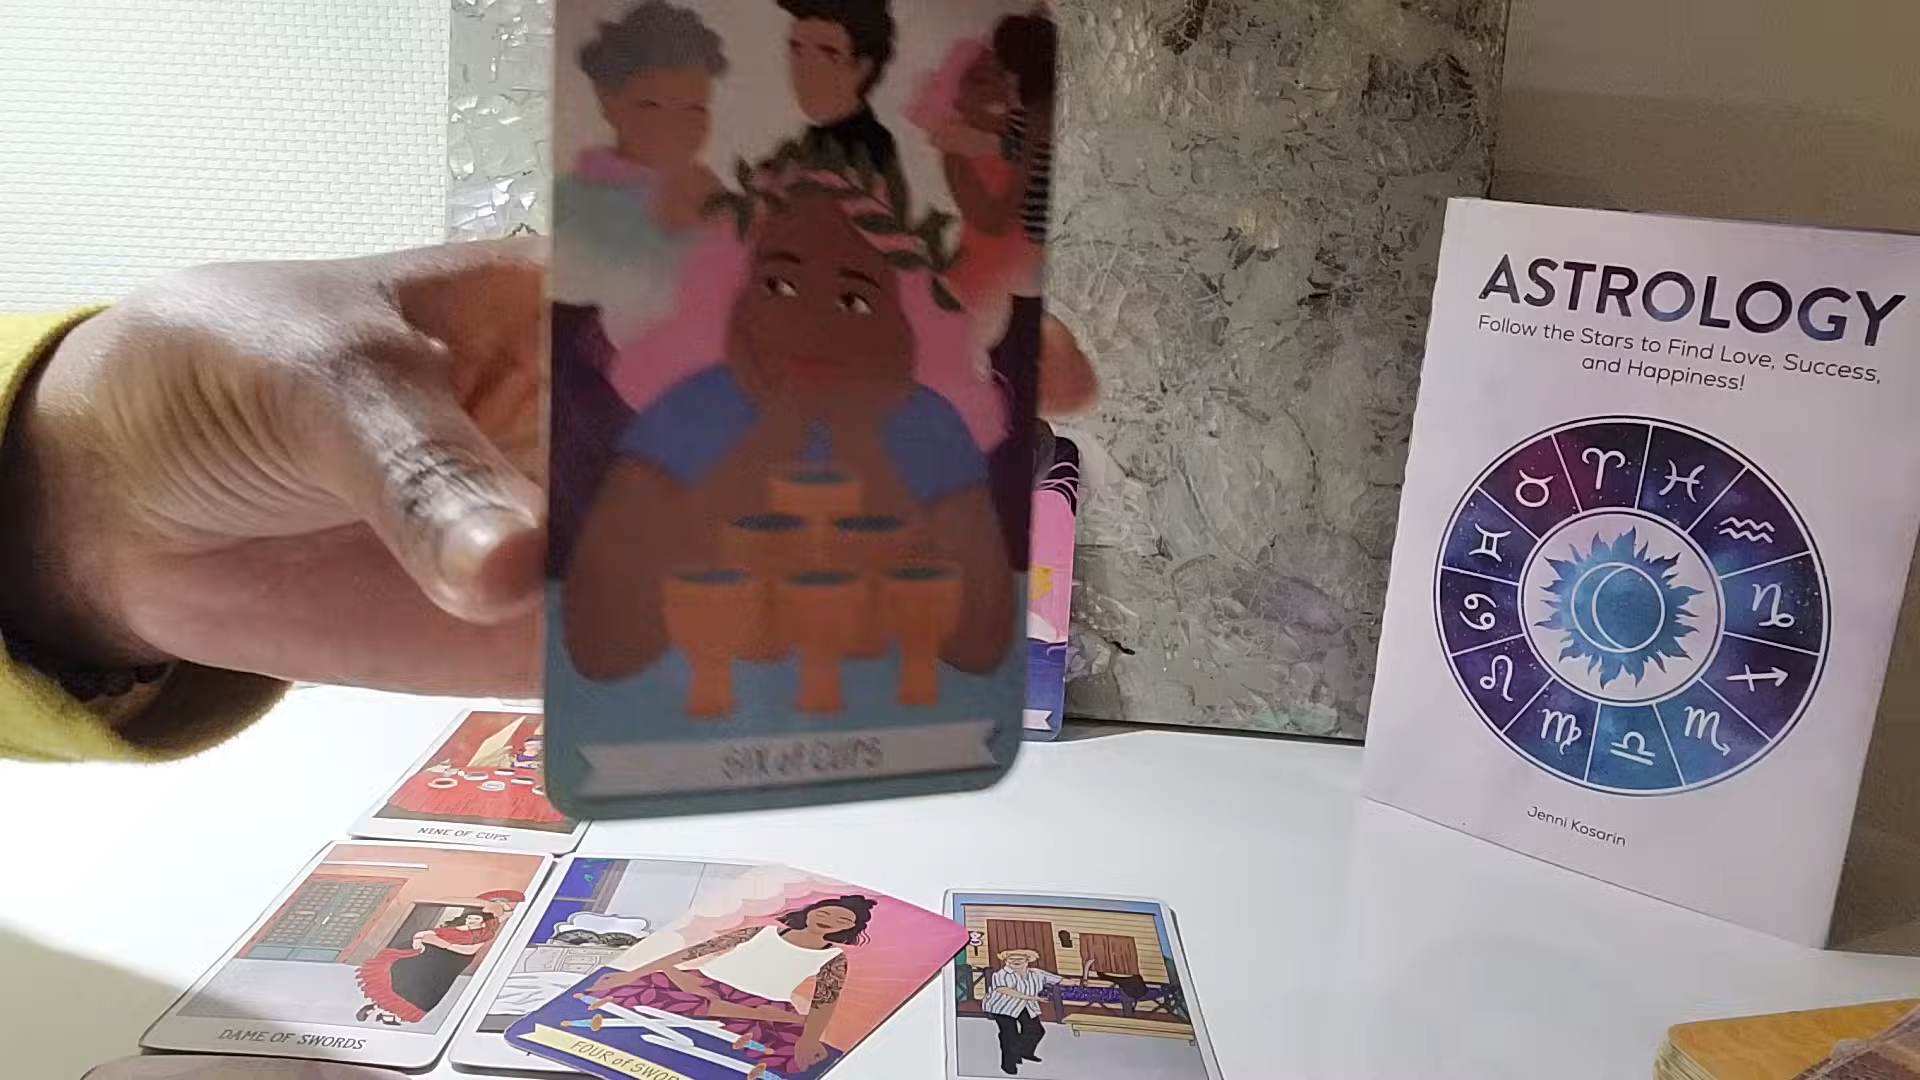 SIX of CUPS
ASTROLOGY
Follow the Stars to Find Love, Success,
and Happiness!
Jenni Kosarin
NINE OF CUPS
DAME OF SWORDS
FOUR of